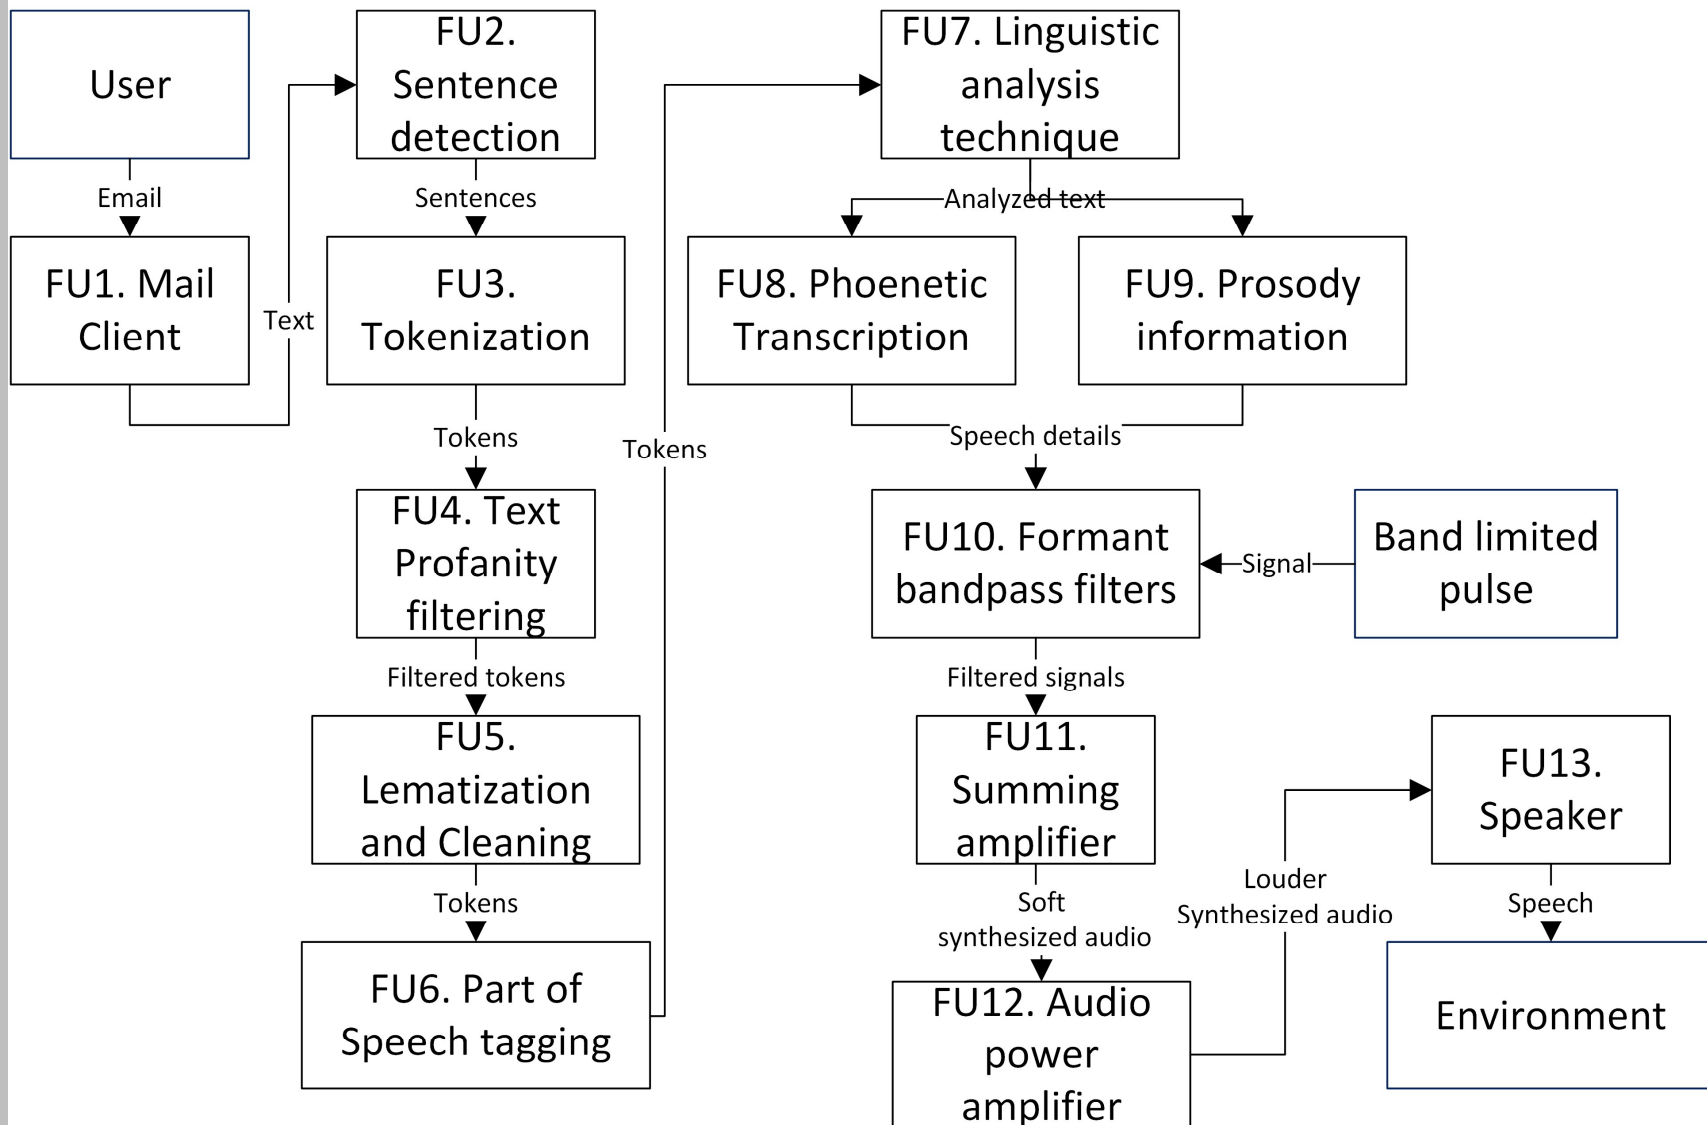 User
Email
FU1. Mail
Client
Text
FU2.
Sentence
detection
Sentences
FU3.
Tokenization
Tokens
FU4. Text
Profanity
filtering
Filtered tokens
FU5.
Lematization
and Cleaning
Tokens
FU6. Part of
Speech tagging
Tokens
FU7. Linguistic
analysis
technique
Analyzed text
FU8. Phoenetic
Transcription
FU9. Prosody
information
Speech details
FU10. Formant
bandpass filters
Signal
Band limited
pulse
Filtered signals
FU11.
Summing
amplifier
Soft
synthesized audio
FU12. Audio
power
amplifier
Louder
Synthesized audio
FU13.
Speaker
Speech
Environment